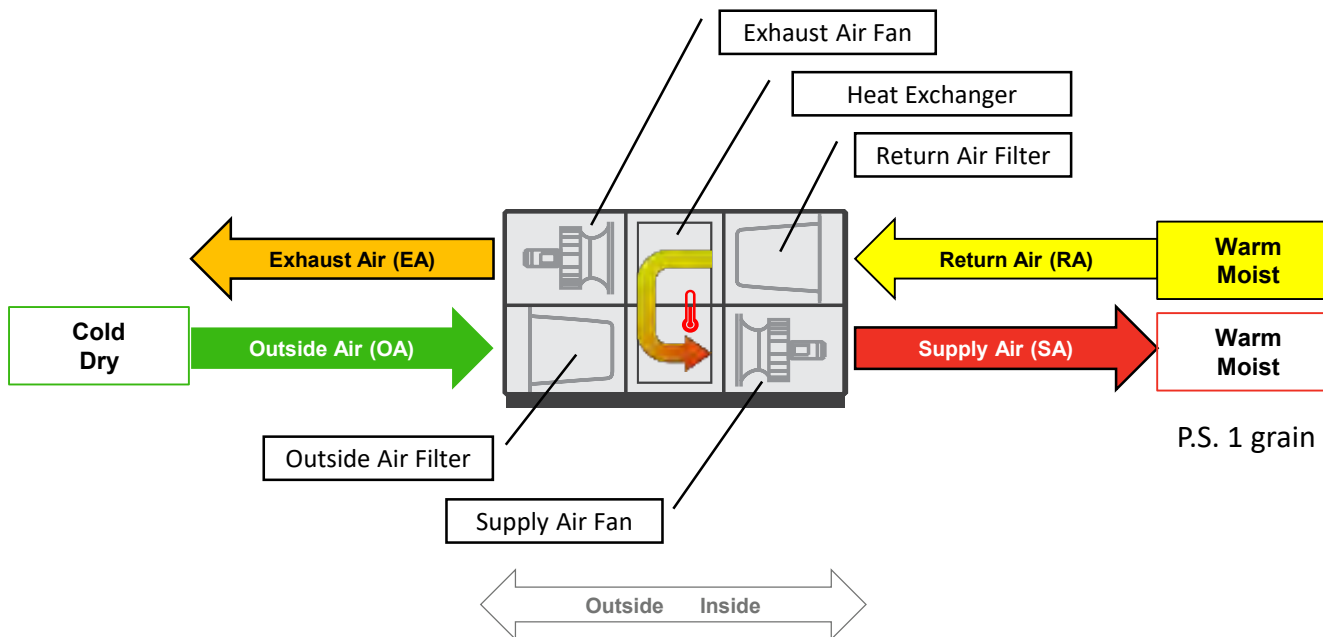 Exhaust Air Fan
Heat Exchanger
Return Air Filter
Exhaust Air (EA)
Return Air (RA)
Warm
Moist
Cold
Dry
Outside Air (OA)
Supply Air (SA)
Warm
Moist
P.S. 1 grain
Outside Air Filter
Supply Air Fan
Outside Inside